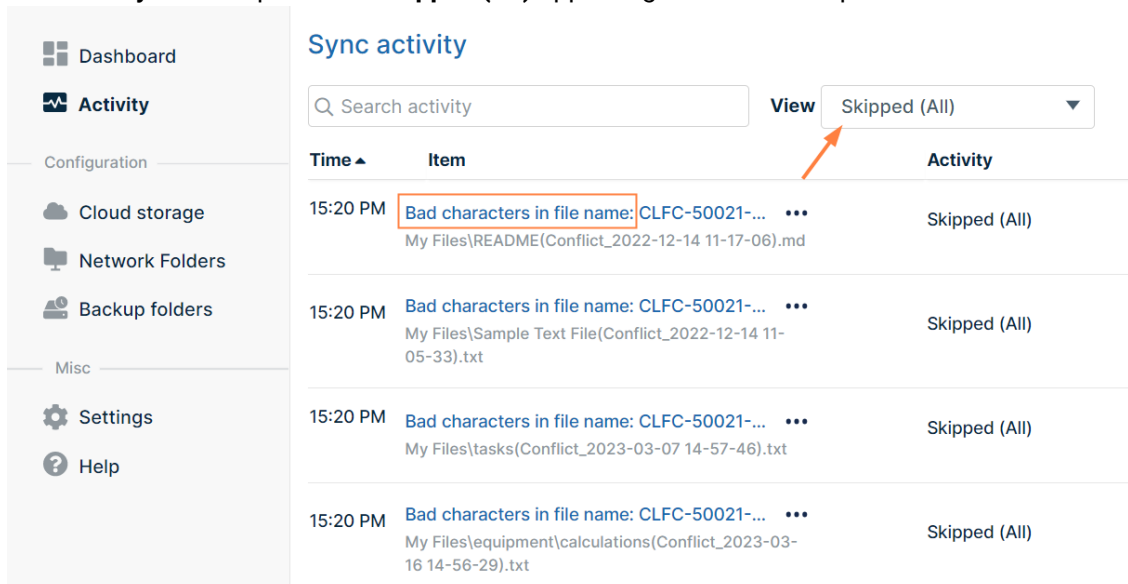 Dashboard
Activity
Configuration
Cloud storage
Network Folders
Backup folders
Misc
Settings
Help
Sync activity
Search activity
View Skipped (All)
Time Item Activity
15:20 PM Bad characters in file name: CLFC-50021-... Skipped (All)
My Files\README(Conflict_2022-12-14 11-17-06).md
15:20 PM Bad characters in file name: CLFC-50021-... Skipped (All)
My Files\Sample Text File(Conflict_2022-12-14 11-
05-33).txt
15:20 PM Bad characters in file name: CLFC-50021-... Skipped (All)
My Files\tasks(Conflict_2023-03-07 14-57-46).txt
15:20 PM Bad characters in file name: CLFC-50021-... Skipped (All)
My Files\equipment\calculations(Conflict_2023-03-
16 14-56-29).txt